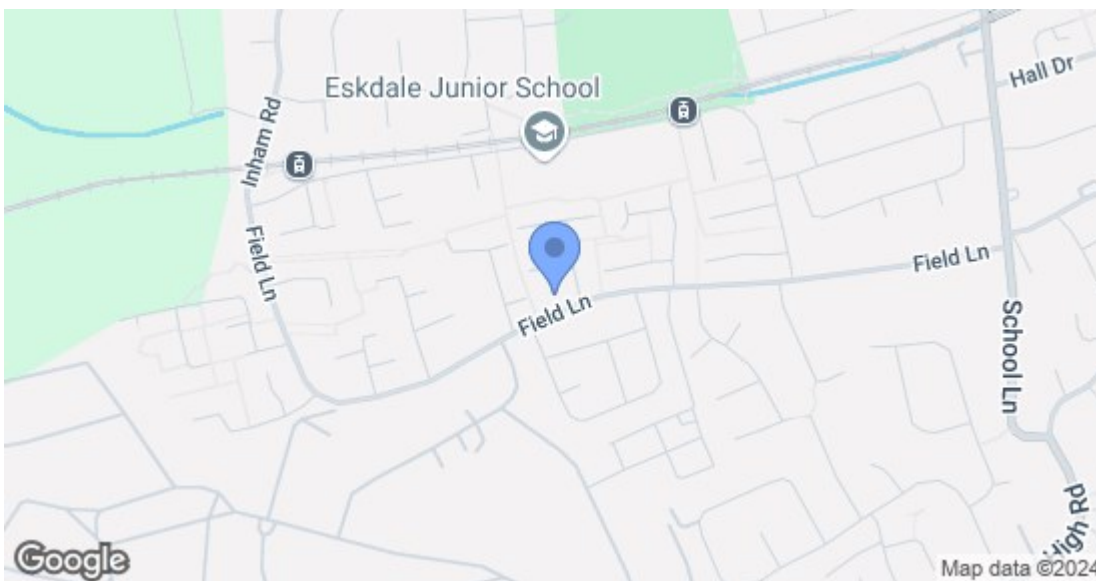 Eskdale Junior School
Hall Dr
Inham Rd
Field Ln
Field Ln
Field Ln
School Ln
High Rd
Google
Map data ©2024